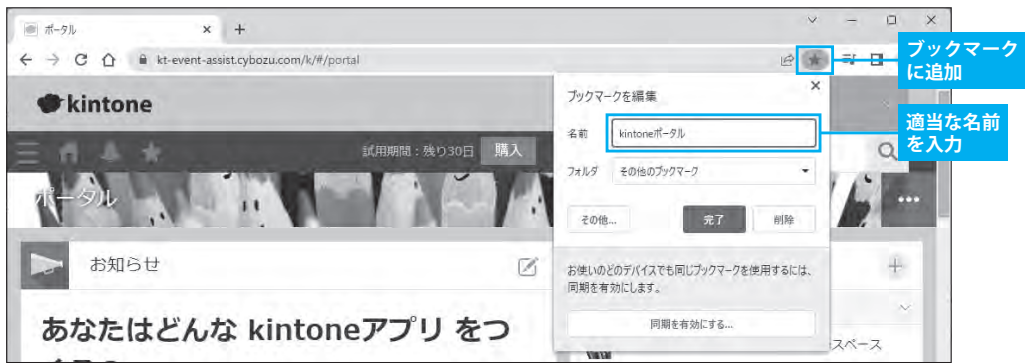 ポータル
kt-event-assist.cybozu.com/k/#/portal
ブックマーク
に追加
kintone
ブックマークを編集
名前
kintoneポータル
適当な名前
を入力
試用期間：残り30日
購入
フォルダ
その他のブックマーク
ポータル
その他...
完了
削除
お知らせ
お使いのどのデバイスでも同じブックマークを使用するには、
同期を有効にします。
あなたはどんな kintoneアプリ をつ
同期を有効にする...
スペース